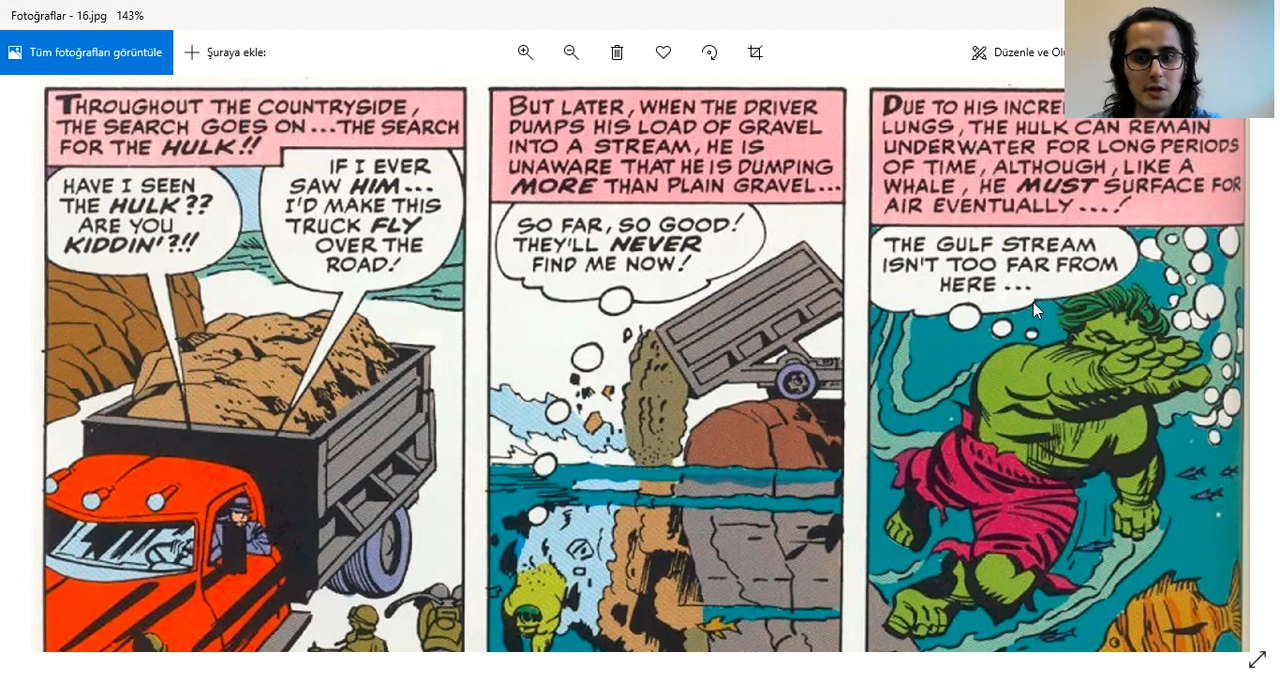 Fotoğraflar - 16.jpg 143%
Tüm fotoğrafları görüntüle
Şuraya ekle:
Düzenle ve Olu
THROUGHOUT THE COUNTRYSIDE,
THE SEARCH GOES ON...THE SEARCH
FOR THE HULK!!
HAVE I SEEN
THE HULK??
ARE YOU
KIDDIN'?!!
IF I EVER
SAW HIM...
I'D MAKE THIS
TRUCK FLY
OVER THE
ROAD!
BUT LATER, WHEN THE DRIVER
DUMPS HIS LOAD OF GRAVEL
INTO A STREAM, HE IS
UNAWARE THAT HE IS DUMPING
MORE THAN PLAIN GRAVEL...
SO FAR, SO GOOD!
THEY'LL NEVER
FIND ME NOW!
DUE TO HIS INCRE
LUNGS, THE HULK CAN REMAIN
UNDERWATER FOR LONG PERIODS
OF TIME, ALTHOUGH, LIKE A
WHALE, HE MUST SURFACE FOR
AIR EVENTUALLY....!
THE GULF STREAM
ISN'T TOO FAR FROM
HERE ...